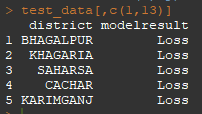 > test_data[,c(1,13)]
district modelresult
1 BHAGALPUR Loss
2 KHAGARIA Loss
3 SAHARSA Loss
4 CACHAR Loss
5 KARIMGANJ Loss